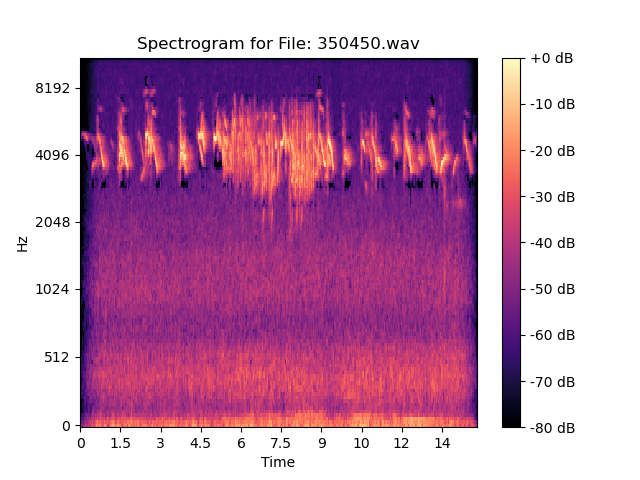 Spectrogram for File: 350450.wav
Hz
8192
4096
2048
1024
512
0
0 1.5 3 4.5 6 7.5 9 10 12 14
Time
+0 dB
-10 dB
-20 dB
-30 dB
-40 dB
-50 dB
-60 dB
-70 dB
-80 dB